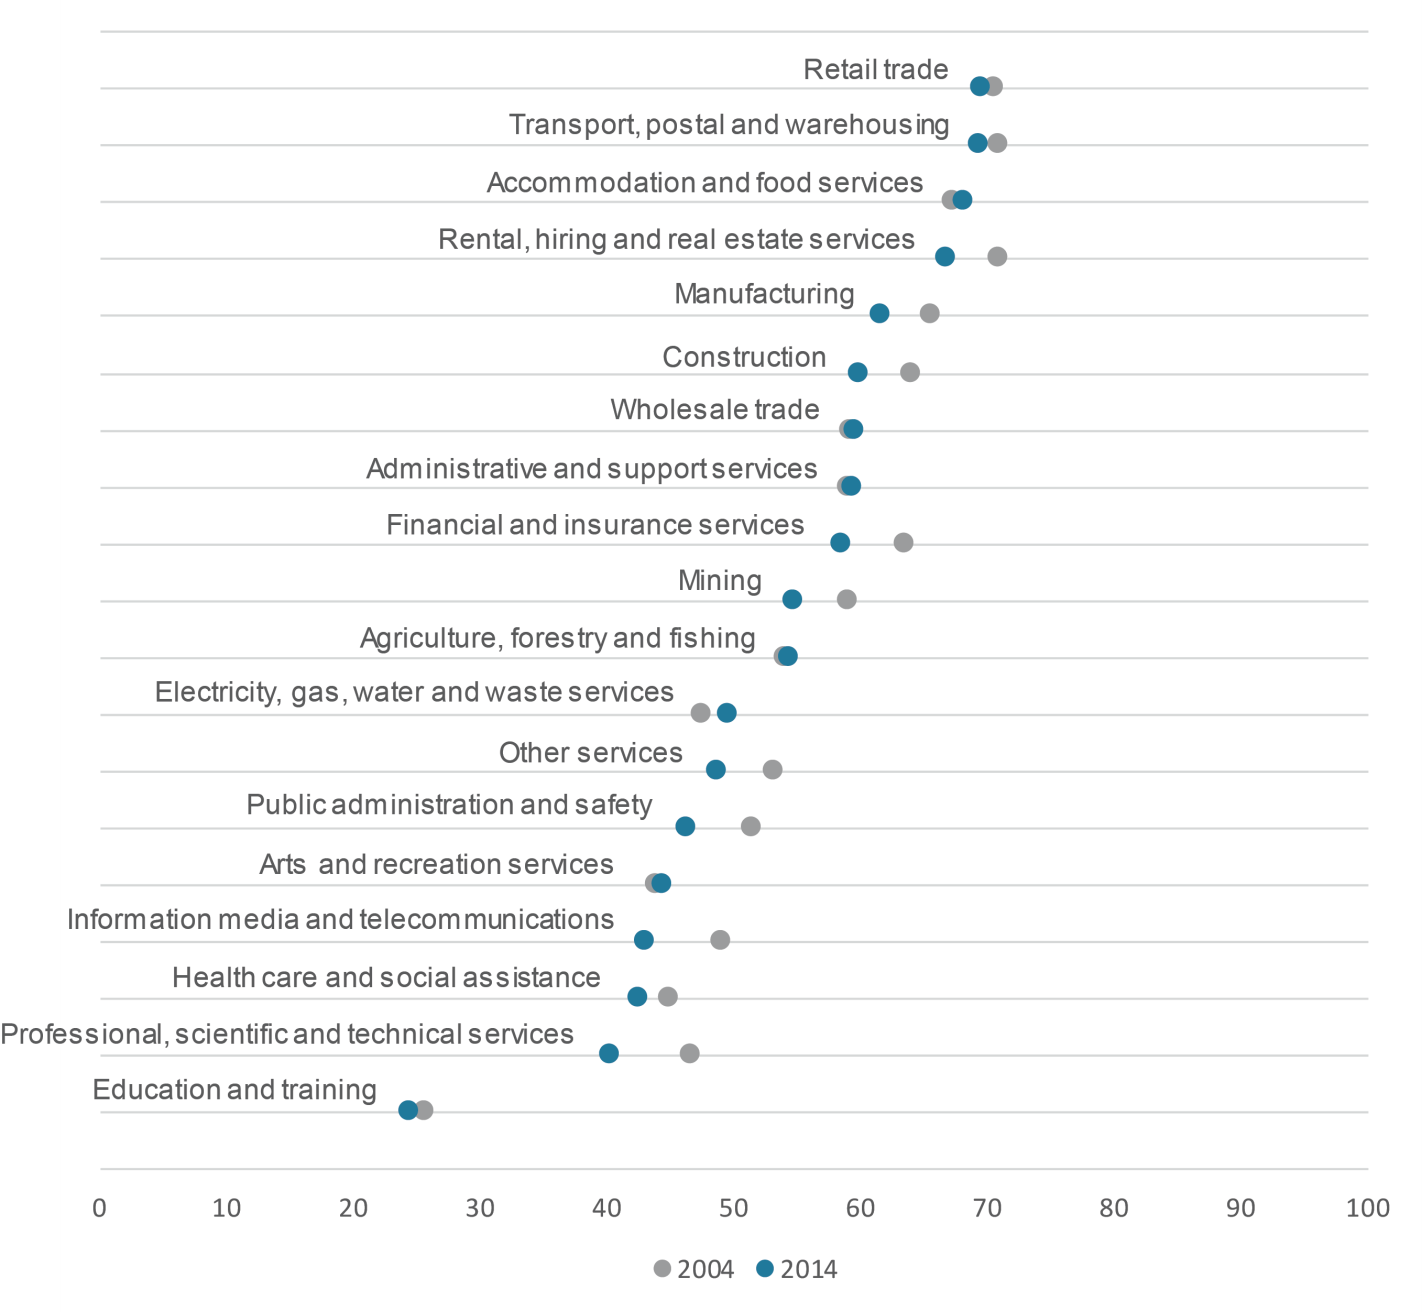 Retail trade
Transport, postal and warehousing
Accommodation and food services
Rental, hiring and real estate services
Manufacturing
Construction
Wholesale trade
Administrative and support services
Financial and insurance services
Mining
Agriculture, forestry and fishing
Electricity, gas, water and waste services
Other services
Public administration and safety
Arts and recreation services
Information media and telecommunications
Health care and social assistance
Professional, scientific and technical services
Education and training
0 10 20 30 40 50 60 70 80 90 100
2004 2014